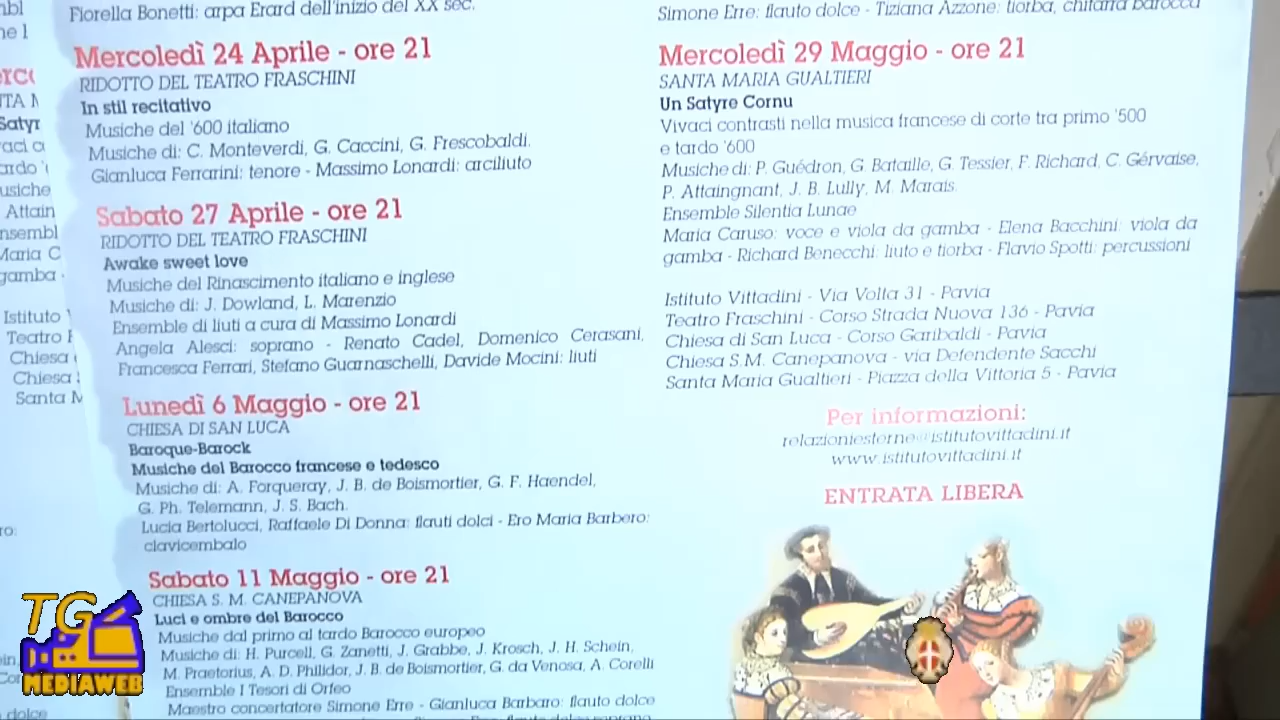 Fiorella Bonetti: arpa Erard dell'inizio del XX sec.
Mercoledì 24 Aprile - ore 21
RIDOTTO DEL TEATRO FRASCHINI
In stil recitativo
Musiche del '600 italiano
Musiche di: C. Monteverdi, G. Caccini, G. Frescobaldi.
Gianluca Ferrarini: tenore - Massimo Lonardi: arciliuto
Sabato 27 Aprile - ore 21
RIDOTTO DEL TEATRO FRASCHINI
Awake sweet love
Musiche del Rinascimento italiano e inglese
Musiche di: J. Dowland, L. Marenzio
Ensemble di liuti a cura di Massimo Lonardi
Angela Alesci: soprano - Renato Cadel, Domenico Cerasani,
Francesca Ferrari, Stefano Guarnaschelli, Davide Mocini: liuti
Lunedì 6 Maggio - ore 21
CHIESA DI SAN LUCA
Baroque-Barock
Musiche del Barocco francese e tedesco
Musiche di: A. Forqueray, J. B. de Boismortier, G. F. Haendel,
G. Ph. Telemann, J. S. Bach.
Lucia Bertolucci, Raffaele Di Donna: flauti dolci - Ero Maria Barbero:
clavicembalo
Sabato 11 Maggio - ore 21
CHIESA S. M. CANEPANOVA
Luci e ombre del Barocco
Musiche dal primo al tardo Barocco europeo
Musiche di: H. Purcell, G. Zanetti, J. Grabbe, J. Krosch, J. H. Schein,
M. Praetorius, A. D. Philidor, J. B. de Boismortier, G. da Venosa, A. Corelli
Ensemble I Tesori di Orfeo
Maestro concertatore Simone Erre - Gianluca Barbaro: flauto dolce
Simone Erre: flauto dolce - Tiziana Azzone: tiorba, chitarra barocca
Mercoledì 29 Maggio - ore 21
SANTA MARIA GUALTIERI
Un Satyre Cornu
Vivaci contrasti nella musica francese di corte tra primo '500
e tardo '600
Musiche di: P. Guédron, G. Bataille, G. Tessier, F. Richard, C. Gérvaise,
P. Attaingnant, J. B. Lully, M. Marais.
Ensemble Silentia Lunae
Maria Caruso: voce e viola da gamba - Elena Bacchini: viola da
gamba - Richard Benecchi: liuto e tiorba - Flavio Spotti: percussioni
Istituto Vittadini - Via Volta 31 - Pavia
Teatro Fraschini - Corso Strada Nuova 136 - Pavia
Chiesa di San Luca - Corso Garibaldi - Pavia
Chiesa S.M. Canepanova - via Defendente Sacchi
Santa Maria Gualtieri - Piazza della Vittoria 5 - Pavia
Per informazioni:
relazioniesterne@istitutovittadini.it
www.istitutovittadini.it
ENTRATA LIBERA
TG
MEDIAWEB